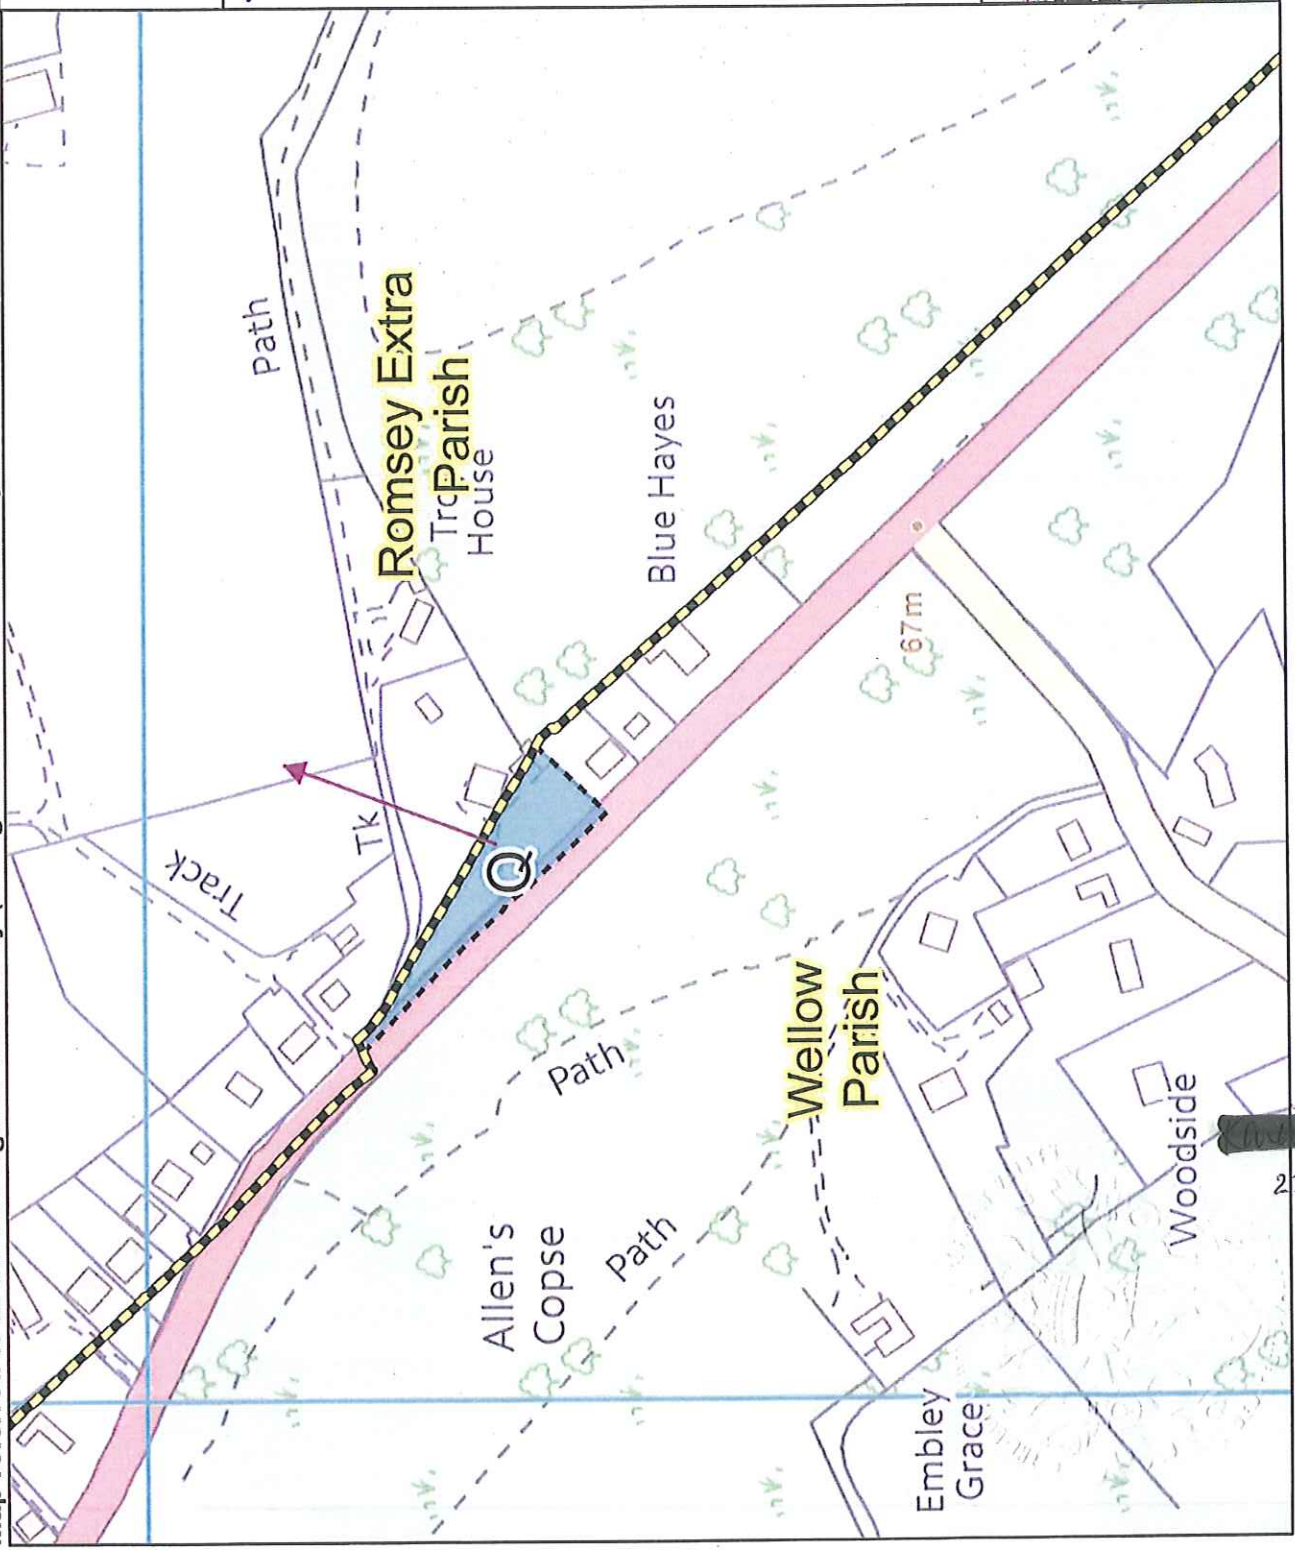 Path
Romsey Extra
Parish
House
Blue Hayes
67m
Tk
Track
Q
Wellow
Parish
Path
Path
Allen's
Copse
Woodside
Embley
Grace